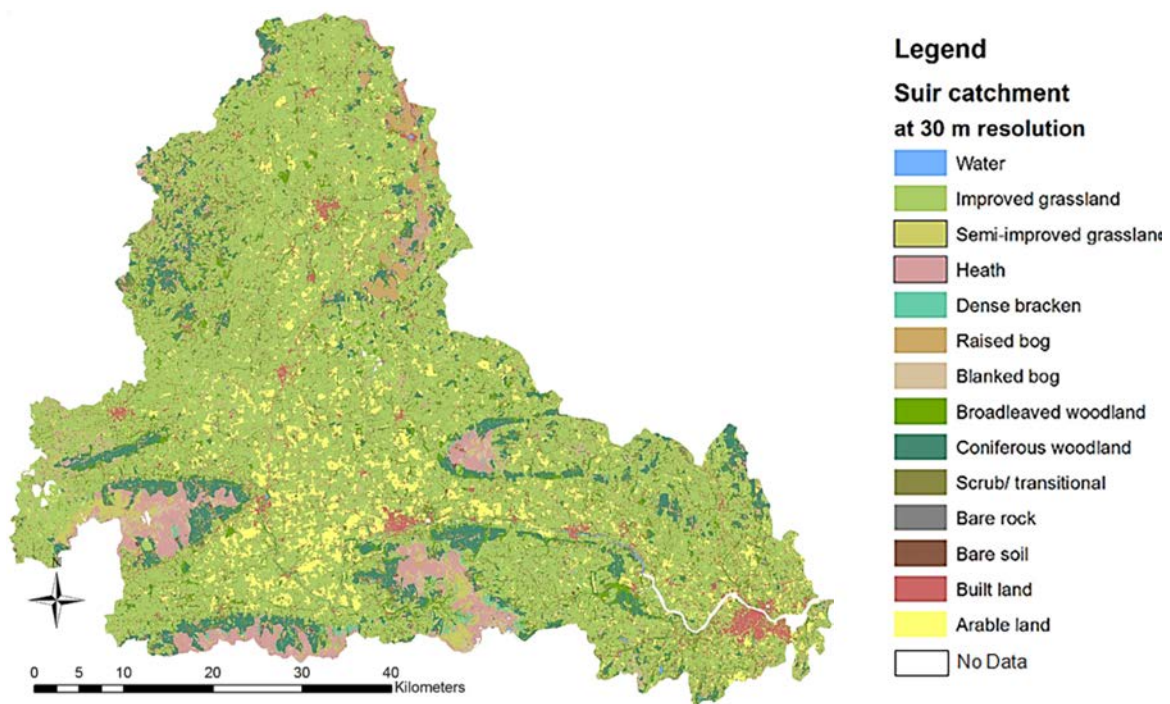 Legend
Suir catchment
at 30 m resolution
Water
Improved grassland
Semi-improved grassland
Heath
Dense bracken
Raised bog
Blanked bog
Broadleaved woodland
Coniferous woodland
Scrub/ transitional
Bare rock
Bare soil
Built land
Arable land
No Data
N
0 5 10 20 30 40
Kilometers